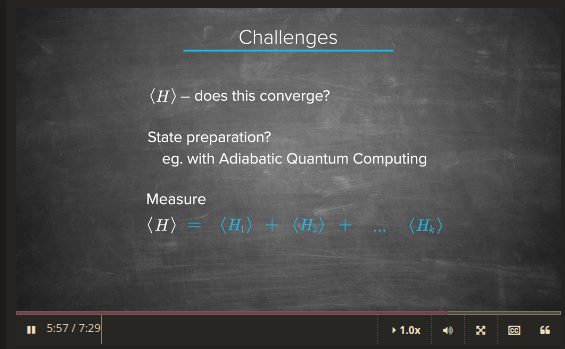 Challenges
⟨H⟩ – does this converge?
State preparation?
eg. with Adiabatic Quantum Computing
Measure
⟨H⟩ = ⟨H₁⟩ + ⟨H₂⟩ + ... ⟨Hₖ⟩
5:57 / 7:29 1.0x CC